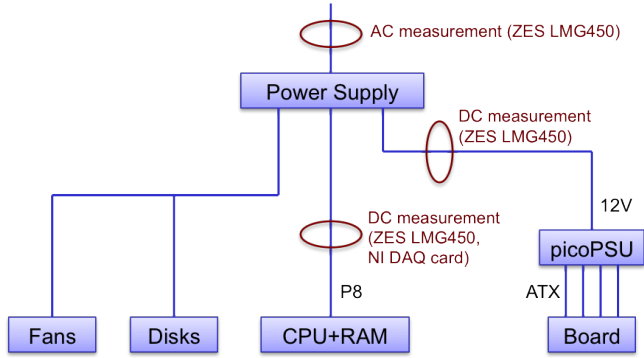 AC measurement (ZES LMG450)
Power Supply
DC measurement
(ZES LMG450)
12V
DC measurement
(ZES LMG450,
NI DAQ card)
picoPSU
P8
ATX
Fans
Disks
CPU+RAM
Board